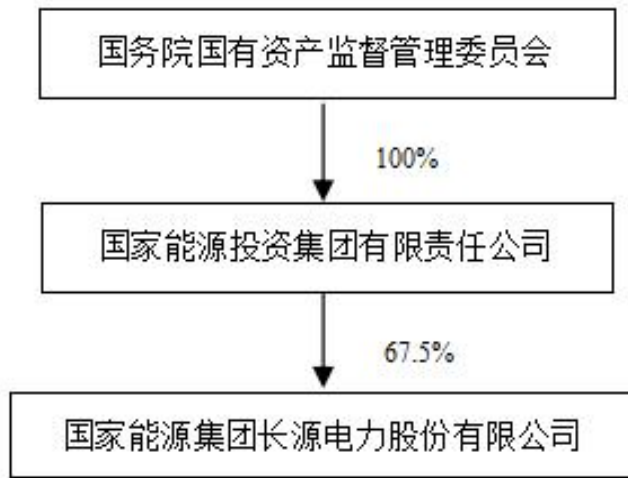 国务院国有资产监督管理委员会
100%
国家能源投资集团有限责任公司
67.5%
国家能源集团长源电力股份有限公司